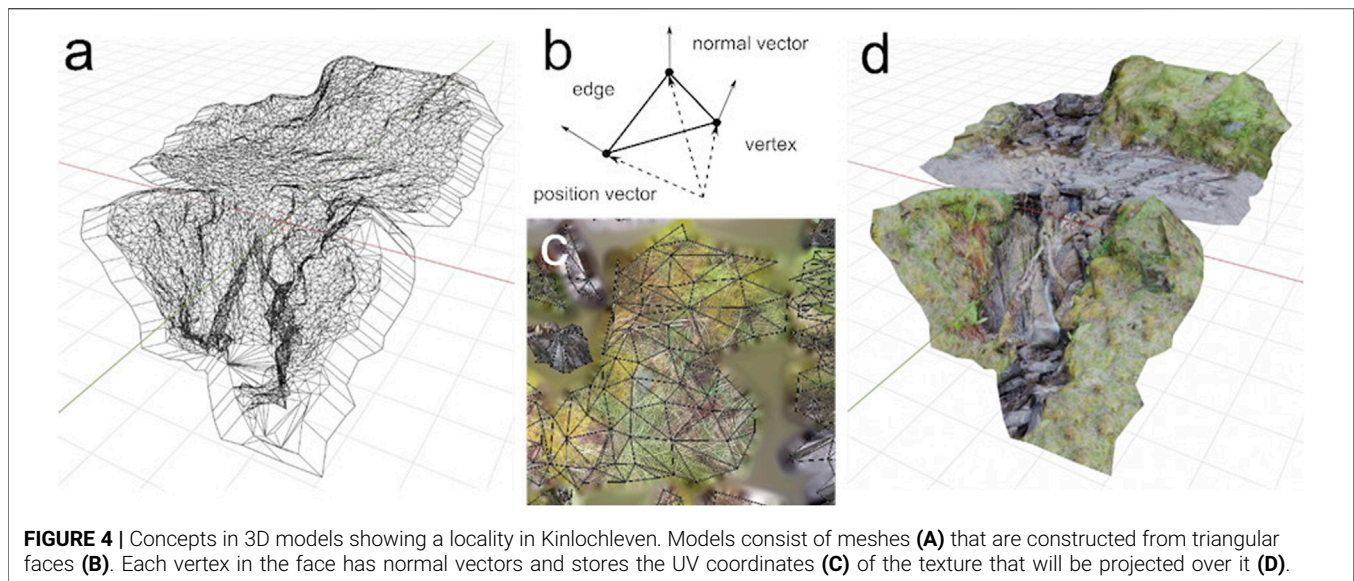 a
b
normal vector
edge
vertex
position vector
C
d
FIGURE 4 | Concepts in 3D models showing a locality in Kinlochleven. Models consist of meshes (A) that are constructed from triangular
faces (B). Each vertex in the face has normal vectors and stores the UV coordinates (C) of the texture that will be projected over it (D).